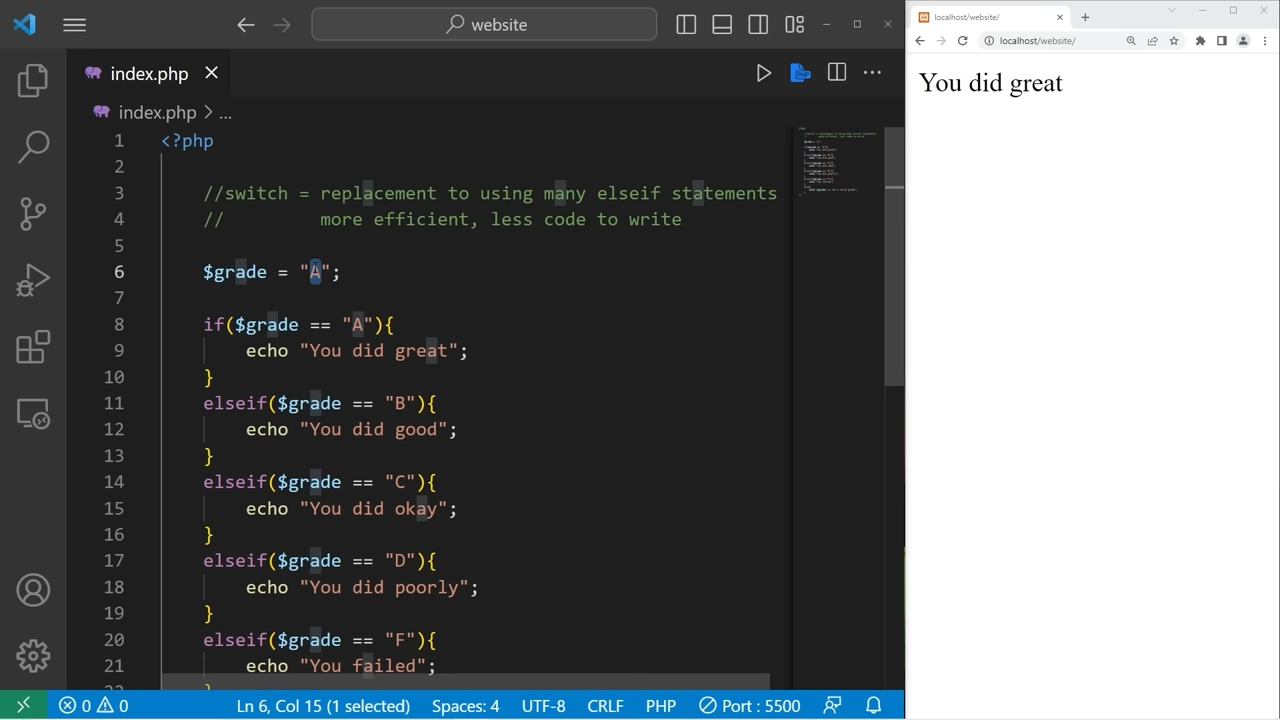 website
index.php
index.php > ...
1 <?php
2
3 //switch = replacement to using many elseif statements
4 // more efficient, less code to write
5
6 $grade = "A";
7
8 if($grade == "A"){
9 echo "You did great";
10 }
11 elseif($grade == "B"){
12 echo "You did good";
13 }
14 elseif($grade == "C"){
15 echo "You did okay";
16 }
17 elseif($grade == "D"){
18 echo "You did poorly";
19 }
20 elseif($grade == "F"){
21 echo "You failed";
0 0 Ln 6, Col 15 (1 selected) Spaces: 4 UTF-8 CRLF PHP Port : 5500
localhost/website/
localhost/website/
You did great